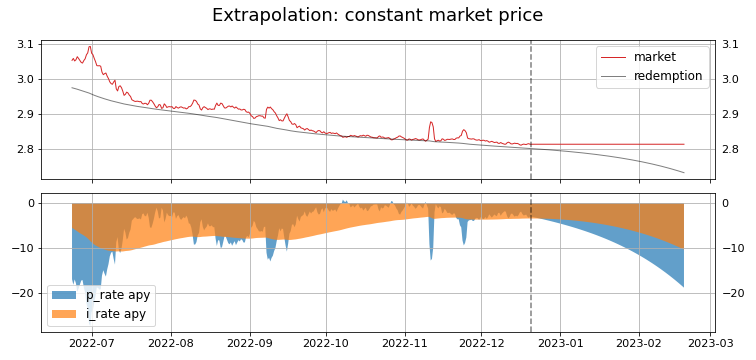 Extrapolation: constant market price
3.1 3.1
3.0 3.0
2.9 2.9
2.8 2.8
market
redemption
0 0
−10 −10
−20 −20
p_rate apy
i_rate apy
2022-07 2022-08 2022-09 2022-10 2022-11 2022-12 2023-01 2023-02 2023-03